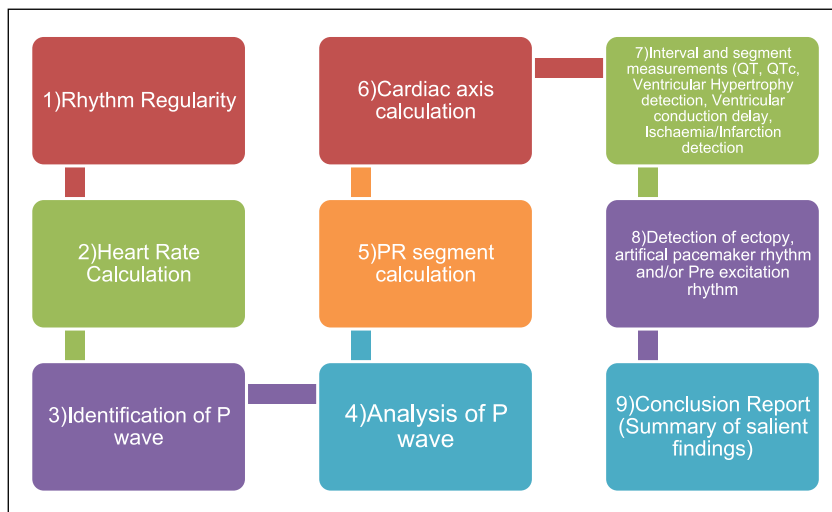 1)Rhythm Regularity
2)Heart Rate
Calculation
3)Identification of P
wave
4)Analysis of P
wave
5)PR segment
calculation
6)Cardiac axis
calculation
7)Interval and segment
measurements (QT, QTc,
Ventricular Hypertrophy
detection, Ventricular
conduction delay,
Ischaemia/Infarction
detection
8)Detection of ectopy,
artifical pacemaker rhythm
and/or Pre excitation
rhythm
9)Conclusion Report
(Summary of salient
findings)